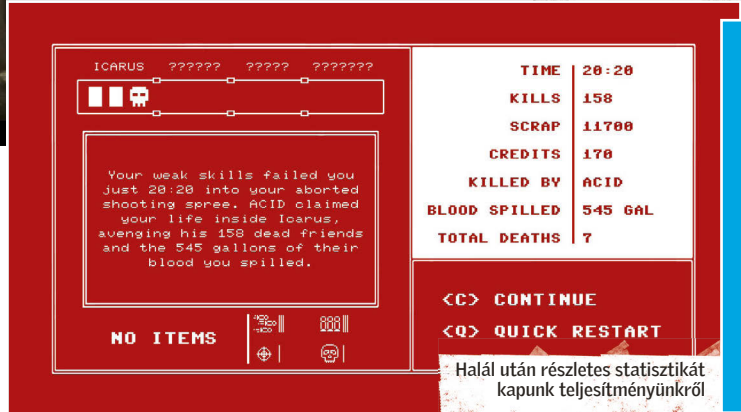 ICARUS ?????? ????? ???????
Your weak skills failed you
just 20:20 into your aborted
shooting spree. ACID claimed
your life inside Icarus,
avenging his 158 dead friends
and the 545 gallons of their
blood you spilled.
NO ITEMS
TIME 20:20
KILLS 158
SCRAP 11700
CREDITS 170
KILLED BY ACID
BLOOD SPILLED 545 GAL
TOTAL DEATHS 7
<C> CONTINUE
<Q> QUICK RESTART
Halál után részletes statisztikát
kapunk teljesítményünkről